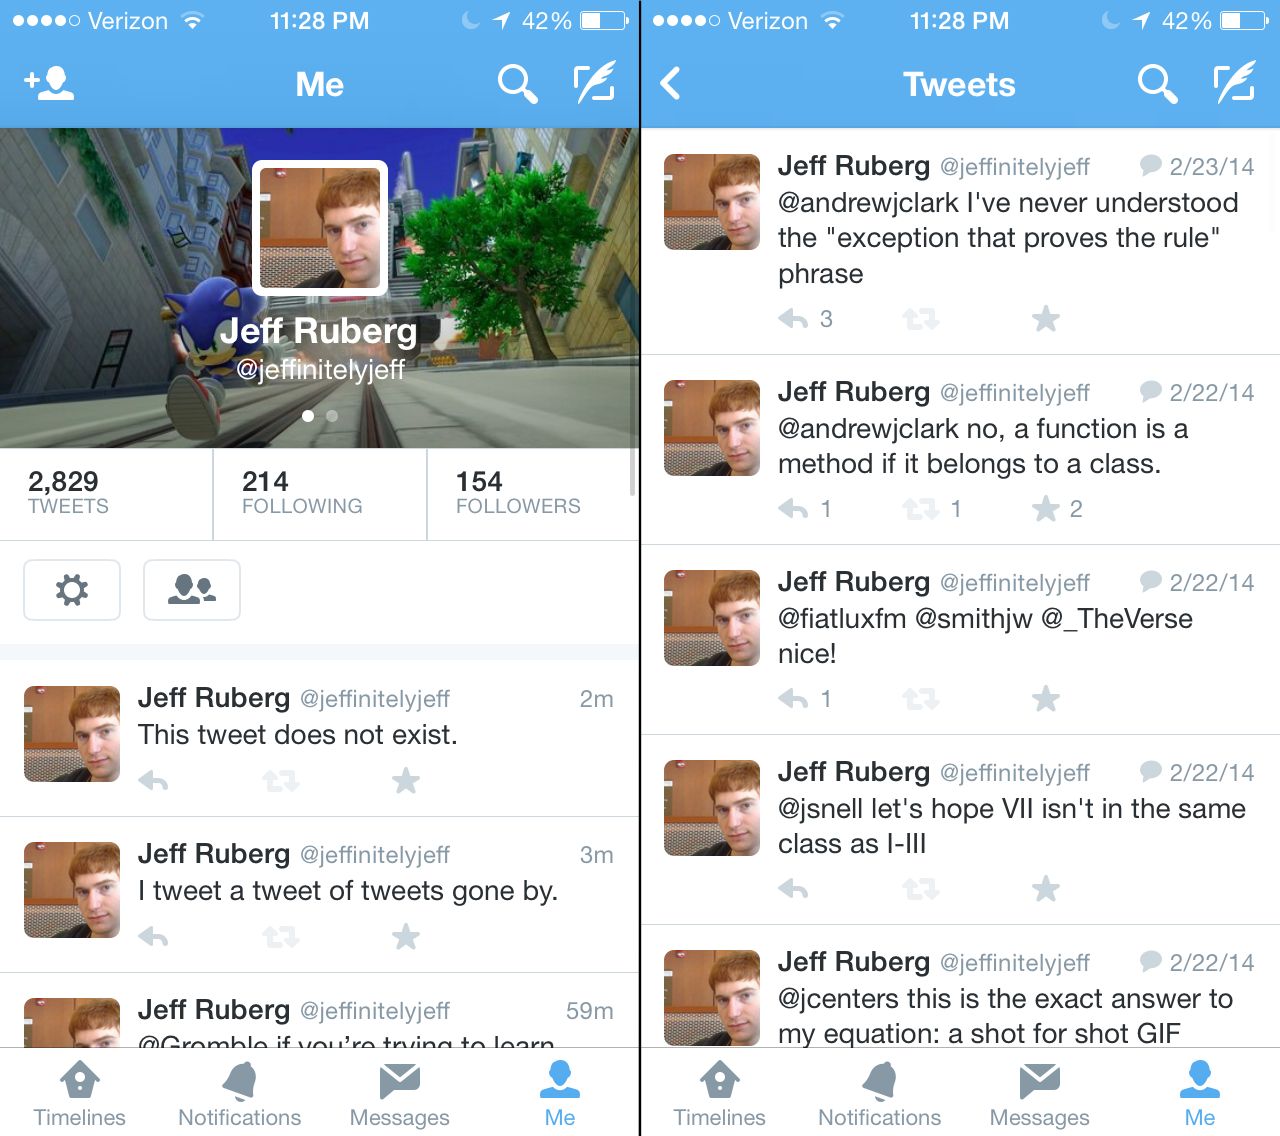 Verizon 11:28 PM 42%
Me
Jeff Ruberg
@jeffinitelyjeff
2,829 214 154
TWEETS FOLLOWING FOLLOWERS
Jeff Ruberg @jeffinitelyjeff 2m
This tweet does not exist.
Jeff Ruberg @jeffinitelyjeff 3m
I tweet a tweet of tweets gone by.
Jeff Ruberg @jeffinitelyjeff 59m
@Gromble if you're trying to learn
Timelines Notifications Messages Me
Verizon 11:28 PM 42%
Tweets
Jeff Ruberg @jeffinitelyjeff 2/23/14
@andrewjclark I've never understood
the "exception that proves the rule"
phrase
3
Jeff Ruberg @jeffinitelyjeff 2/22/14
@andrewjclark no, a function is a
method if it belongs to a class.
1 1 2
Jeff Ruberg @jeffinitelyjeff 2/22/14
@fiatluxfm @smithjw @_TheVerse
nice!
1
Jeff Ruberg @jeffinitelyjeff 2/22/14
@jsnell let's hope VII isn't in the same
class as I-III
Jeff Ruberg @jeffinitelyjeff 2/22/14
@jcenters this is the exact answer to
my equation: a shot for shot GIF
Timelines Notifications Messages Me